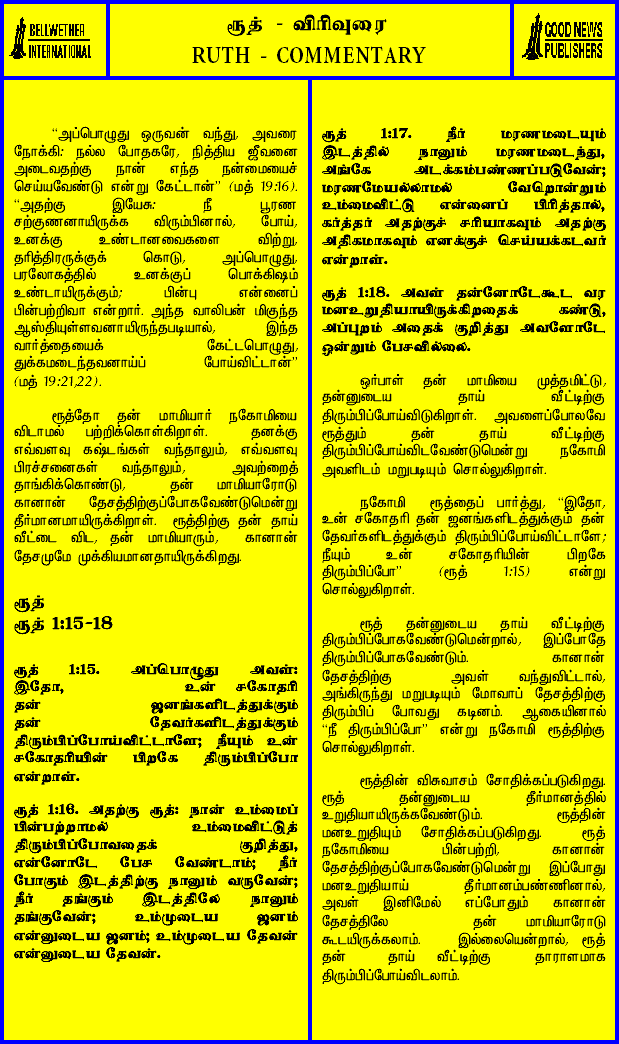 BELLWETHER
INTERNATIONAL
ரூத் - விரிவுரை
RUTH - COMMENTARY
GOOD NEWS
PUBLISHERS
“அப்பொழுது ஒருவன் வந்து, அவரை
நோக்கி: நல்ல போதகரே, நித்திய ஜீவனை
அடைவதற்கு நான் எந்த நன்மையைச்
செய்யவேண்டு என்று கேட்டான்” (மத் 19:16).
“அதற்கு இயேசு: நீ பூரண
சற்குணனாயிருக்க விரும்பினால், போய்,
உனக்கு உண்டானவைகளை விற்று,
தரித்திரருக்குக் கொடு, அப்பொழுது,
பரலோகத்தில் உனக்குப் பொக்கிஷம்
உண்டாயிருக்கும்; பின்பு என்னைப்
பின்பற்றிவா என்றார். அந்த வாலிபன் மிகுந்த
ஆஸ்தியுள்ளவனாயிருந்தபடியால், இந்த
வார்த்தையைக் கேட்டபொழுது,
துக்கமடைந்தவனாய்ப் போய்விட்டான்”
(மத் 19:21,22).
ரூத்தோ தன் மாமியார் நகோமியை
விடாமல் பற்றிக்கொள்கிறாள். தனக்கு
எவ்வளவு கஷ்டங்கள் வந்தாலும், எவ்வளவு
பிரச்சனைகள் வந்தாலும், அவற்றைத்
தாங்கிக்கொண்டு, தன் மாமியாரோடு
கானான் தேசத்திற்குப்போகவேண்டுமென்று
தீர்மானமாயிருக்கிறாள். ரூத்திற்கு தன் தாய்
வீட்டை விட, தன் மாமியாரும், கானான்
தேசமுமே முக்கியமானதாயிருக்கிறது.
ரூத்
ரூத் 1:15-18
ரூத் 1:15. அப்பொழுது அவள்:
இதோ, உன் சகோதரி
தன் ஜனங்களிடத்துக்கும்
தன் தேவர்களிடத்துக்கும்
திரும்பிப்போய்விட்டாளே; நீயும் உன்
சகோதரியின் பிறகே திரும்பிப்போ
என்றாள்.
ரூத் 1:16. அதற்கு ரூத்: நான் உம்மைப்
பின்பற்றாமல் உம்மைவிட்டுத்
திரும்பிப்போவதைக் குறித்து,
என்னோடே பேச வேண்டாம்; நீர்
போகும் இடத்திற்கு நானும் வருவேன்;
நீர் தங்கும் இடத்திலே நானும்
தங்குவேன்; உம்முடைய ஜனம்
என்னுடைய ஜனம்; உம்முடைய தேவன்
என்னுடைய தேவன்.
ரூத் 1:17. நீர் மரணமடையும்
இடத்தில் நானும் மரணமடைந்து,
அங்கே அடக்கம்பண்ணப்படுவேன்;
மரணமேயல்லாமல் வேறொன்றும்
உம்மைவிட்டு என்னைப் பிரித்தால்,
கர்த்தர் அதற்குச் சரியாகவும் அதற்கு
அதிகமாகவும் எனக்குச் செய்யக்கடவர்
என்றாள்.
ரூத் 1:18. அவள் தன்னோடேகூட வர
மனஉறுதியாயிருக்கிறதைக் கண்டு,
அப்புறம் அதைக் குறித்து அவளோடே
ஒன்றும் பேசவில்லை.
ஒர்பாள் தன் மாமியை முத்தமிட்டு,
தன்னுடைய தாய் வீட்டிற்கு
திரும்பிப்போய்விடுகிறாள். அவளைப்போலவே
ரூத்தும் தன் தாய் வீட்டிற்கு
திரும்பிப்போய்விடவேண்டுமென்று நகோமி
அவளிடம் மறுபடியும் சொல்லுகிறாள்.
நகோமி ரூத்தைப் பார்த்து, “இதோ,
உன் சகோதரி தன் ஜனங்களிடத்துக்கும் தன்
தேவர்களிடத்துக்கும் திரும்பிப்போய்விட்டாளே;
நீயும் உன் சகோதரியின் பிறகே
திரும்பிப்போ” (ரூத் 1:15) என்று
சொல்லுகிறாள்.
ரூத் தன்னுடைய தாய் வீட்டிற்கு
திரும்பிப்போகவேண்டுமென்றால், இப்போதே
திரும்பிப்போகவேண்டும். கானான்
தேசத்திற்கு அவள் வந்துவிட்டால்,
அங்கிருந்து மறுபடியும் மோவாப் தேசத்திற்கு
திரும்பிப் போவது கடினம். ஆகையினால்
“நீ திரும்பிப்போ” என்று நகோமி ரூத்திற்கு
சொல்லுகிறாள்.
ரூத்தின் விசுவாசம் சோதிக்கப்படுகிறது.
ரூத் தன்னுடைய தீர்மானத்தில்
உறுதியாயிருக்கவேண்டும். ரூத்தின்
மனஉறுதியும் சோதிக்கப்படுகிறது. ரூத்
நகோமியை பின்பற்றி, கானான்
தேசத்திற்குப்போகவேண்டுமென்று இப்போது
மனஉறுதியாய் தீர்மானம்பண்ணினால்,
அவள் இனிமேல் எப்போதும் கானான்
தேசத்திலே தன் மாமியாரோடு
கூடயிருக்கலாம். இல்லையென்றால், ரூத்
தன் தாய் வீட்டிற்கு தாராளமாக
திரும்பிப்போய்விடலாம்.